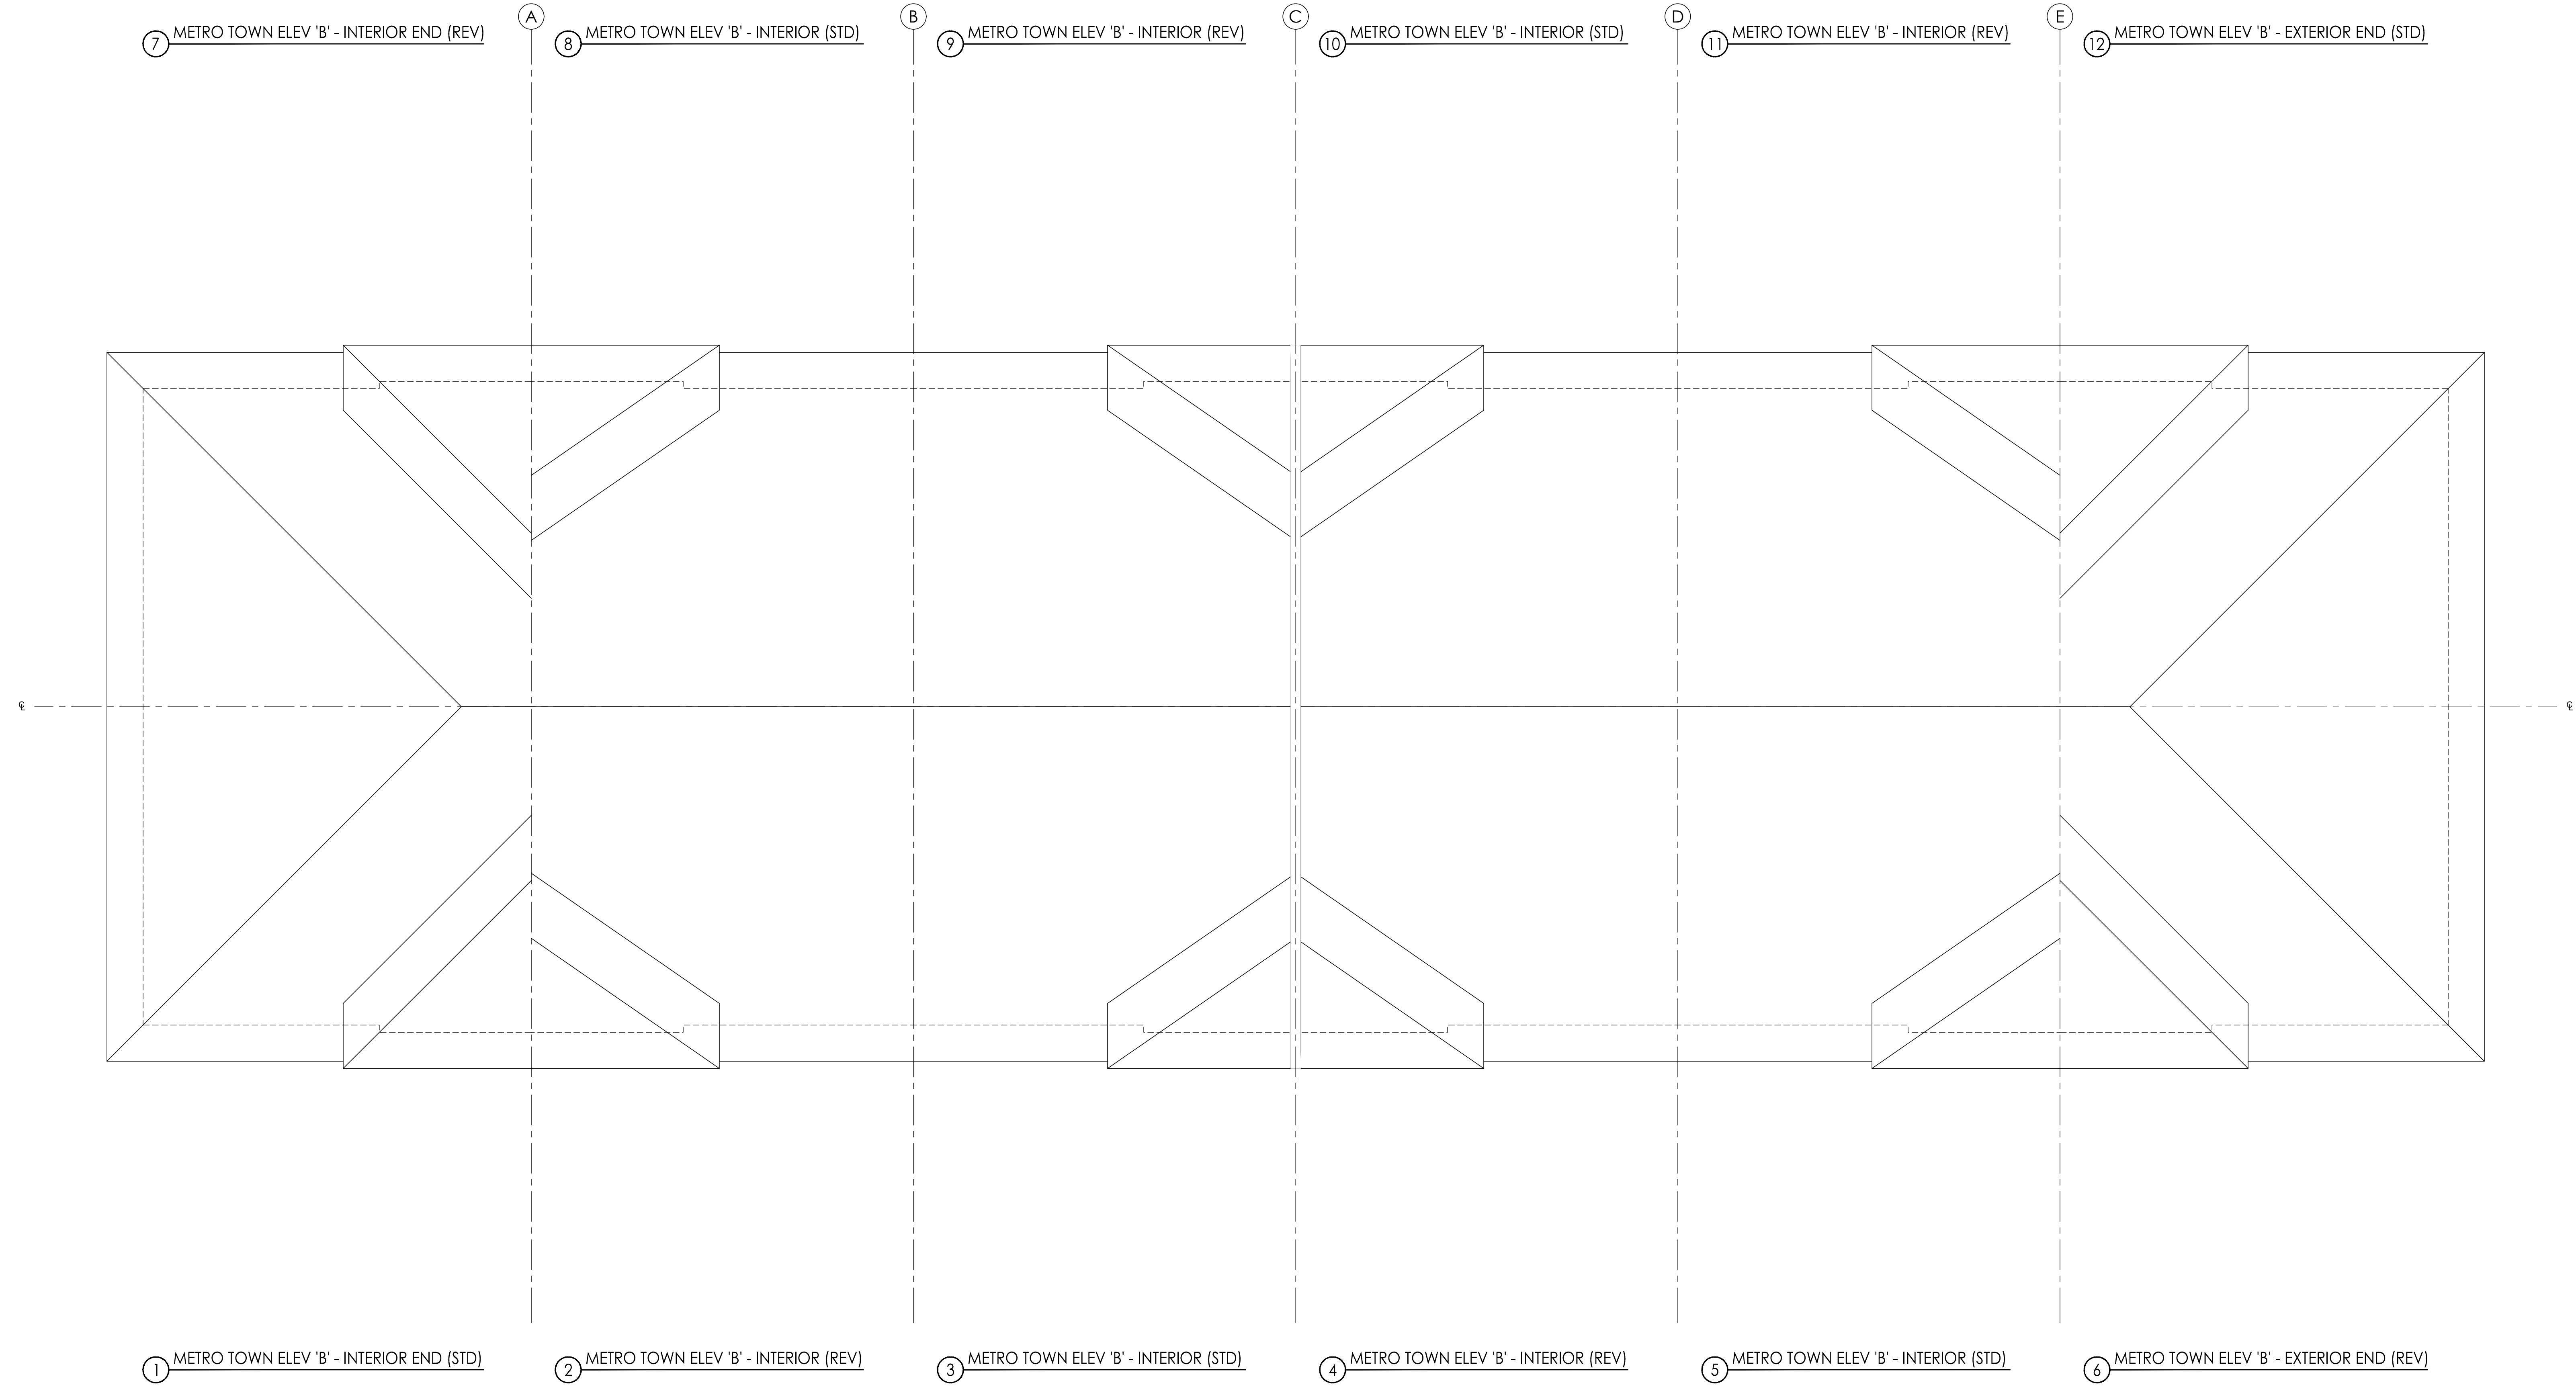 A B C D E
7 METRO TOWN ELEV 'B' - INTERIOR END (REV)
8 METRO TOWN ELEV 'B' - INTERIOR (STD)
9 METRO TOWN ELEV 'B' - INTERIOR (REV)
10 METRO TOWN ELEV 'B' - INTERIOR (STD)
11 METRO TOWN ELEV 'B' - INTERIOR (REV)
12 METRO TOWN ELEV 'B' - EXTERIOR END (STD)
℄ ℄
1 METRO TOWN ELEV 'B' - INTERIOR END (STD)
2 METRO TOWN ELEV 'B' - INTERIOR (REV)
3 METRO TOWN ELEV 'B' - INTERIOR (STD)
4 METRO TOWN ELEV 'B' - INTERIOR (REV)
5 METRO TOWN ELEV 'B' - INTERIOR (STD)
6 METRO TOWN ELEV 'B' - EXTERIOR END (REV)